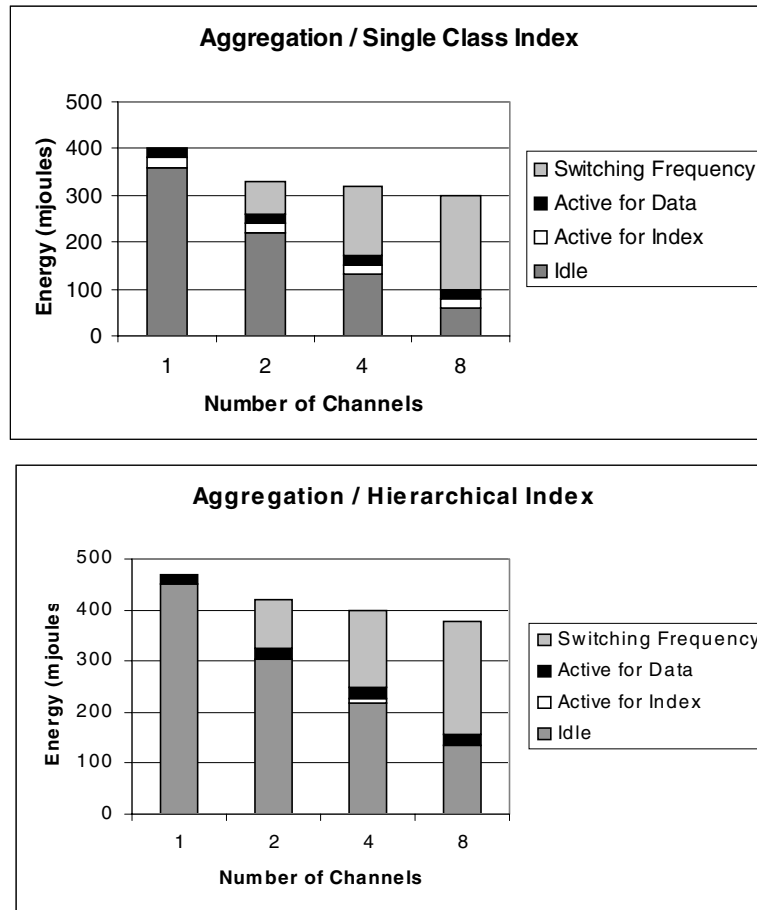 Aggregation / Single Class Index
500
400
300
200
100
0
Energy (mjoules)
1 2 4 8
Number of Channels
Switching Frequency
Active for Data
Active for Index
Idle
Aggregation / Hierarchical Index
500
400
300
200
100
0
Energy (mjoules
1 2 4 8
Number of Channels
Switching Frequency
Active for Data
Active for Index
Idle